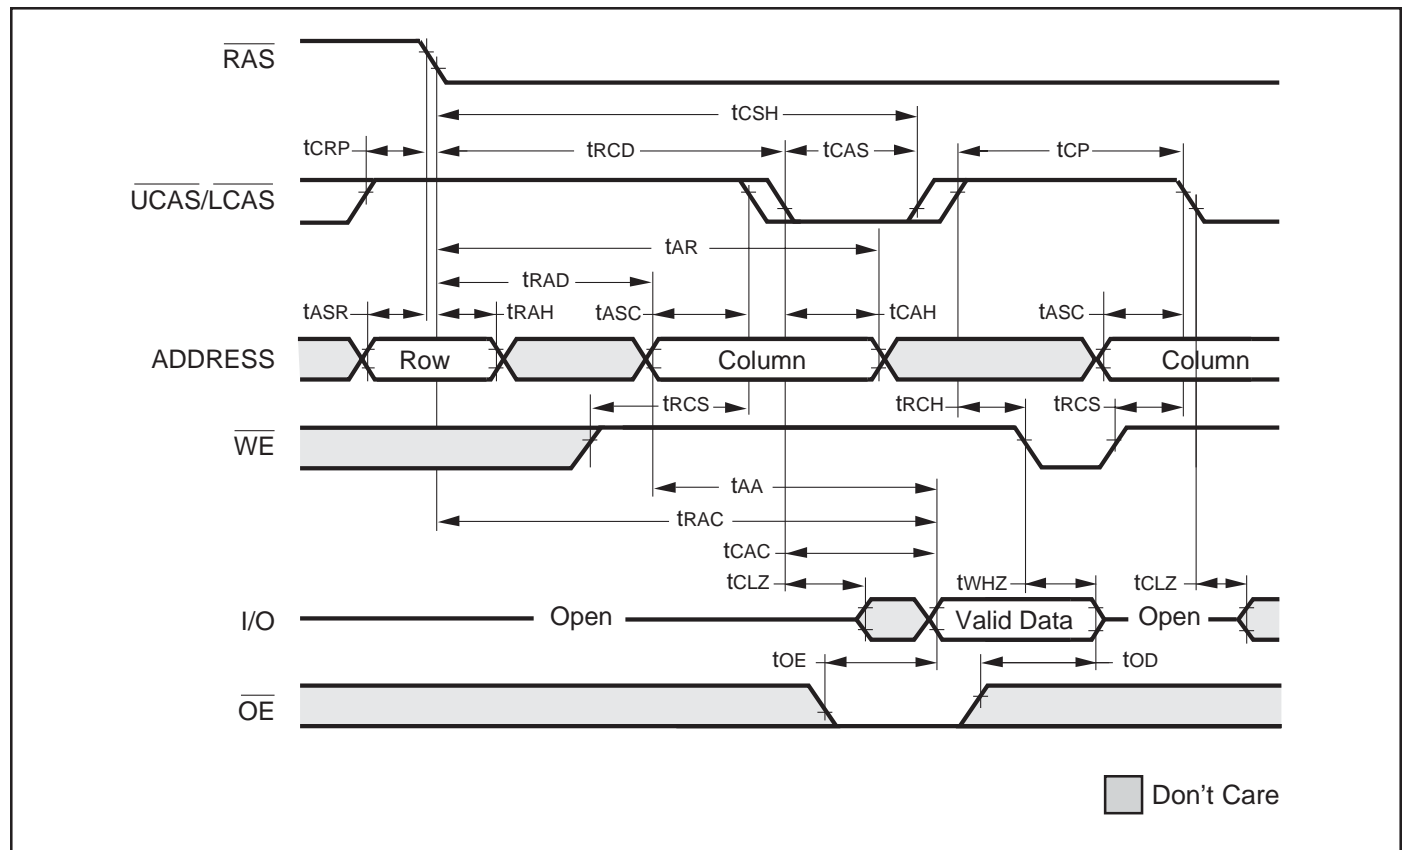 RAS
tCSH
tCRP
tRCD
tCAS
tCP
UCAS/LCAS
tAR
tRAD
tASR
tRAH
tASC
tCAH
tASC
ADDRESS
Row
Column
Column
tRCS
tRCH
tRCS
WE
tAA
tRAC
tCAC
tCLZ
tWHZ
tCLZ
I/O
Open
Valid Data
Open
tOE
tOD
OE
Don't Care